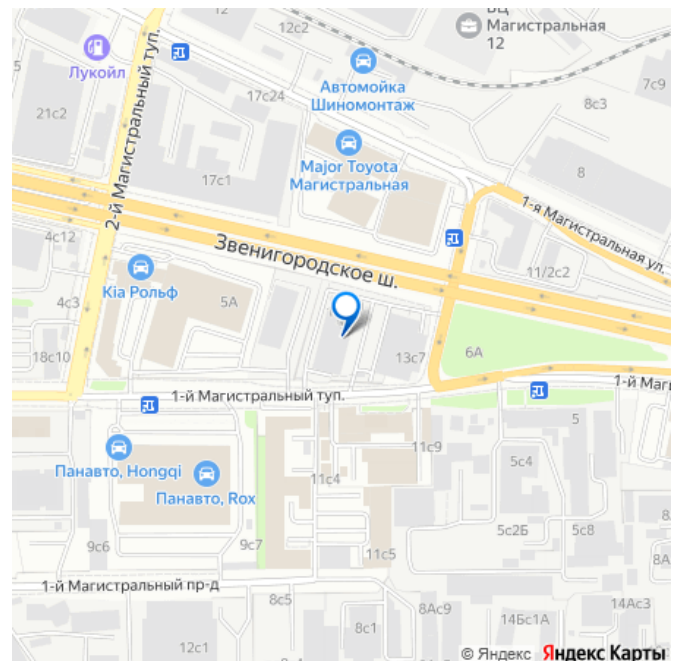 12с2
БЦ
Магистральная
12
Лукойл
2-й Магистральный туп.
Автомойка
Шиномонтаж
7с9
17с24
8с3
21с2
Major Toyota
Магистральная
17с1
8
1-я Магистральная ул.
4с12
Звенигородское ш.
11/2с2
Kia Рольф
5А
4с3
18с10
13с7
6А
1-й Магистральный туп.
1-й Маги
5
11с9
Панавто, Hongqi
5с4
Панавто, Rox
11с4
5с2Б
5с8
9с6
9с7
11с5
8А
1-й Магистральный пр-д
8с5
8Ас9
14Ас3
8с1
14Бс1А
12с1
© Яндекс Яндекс Карты